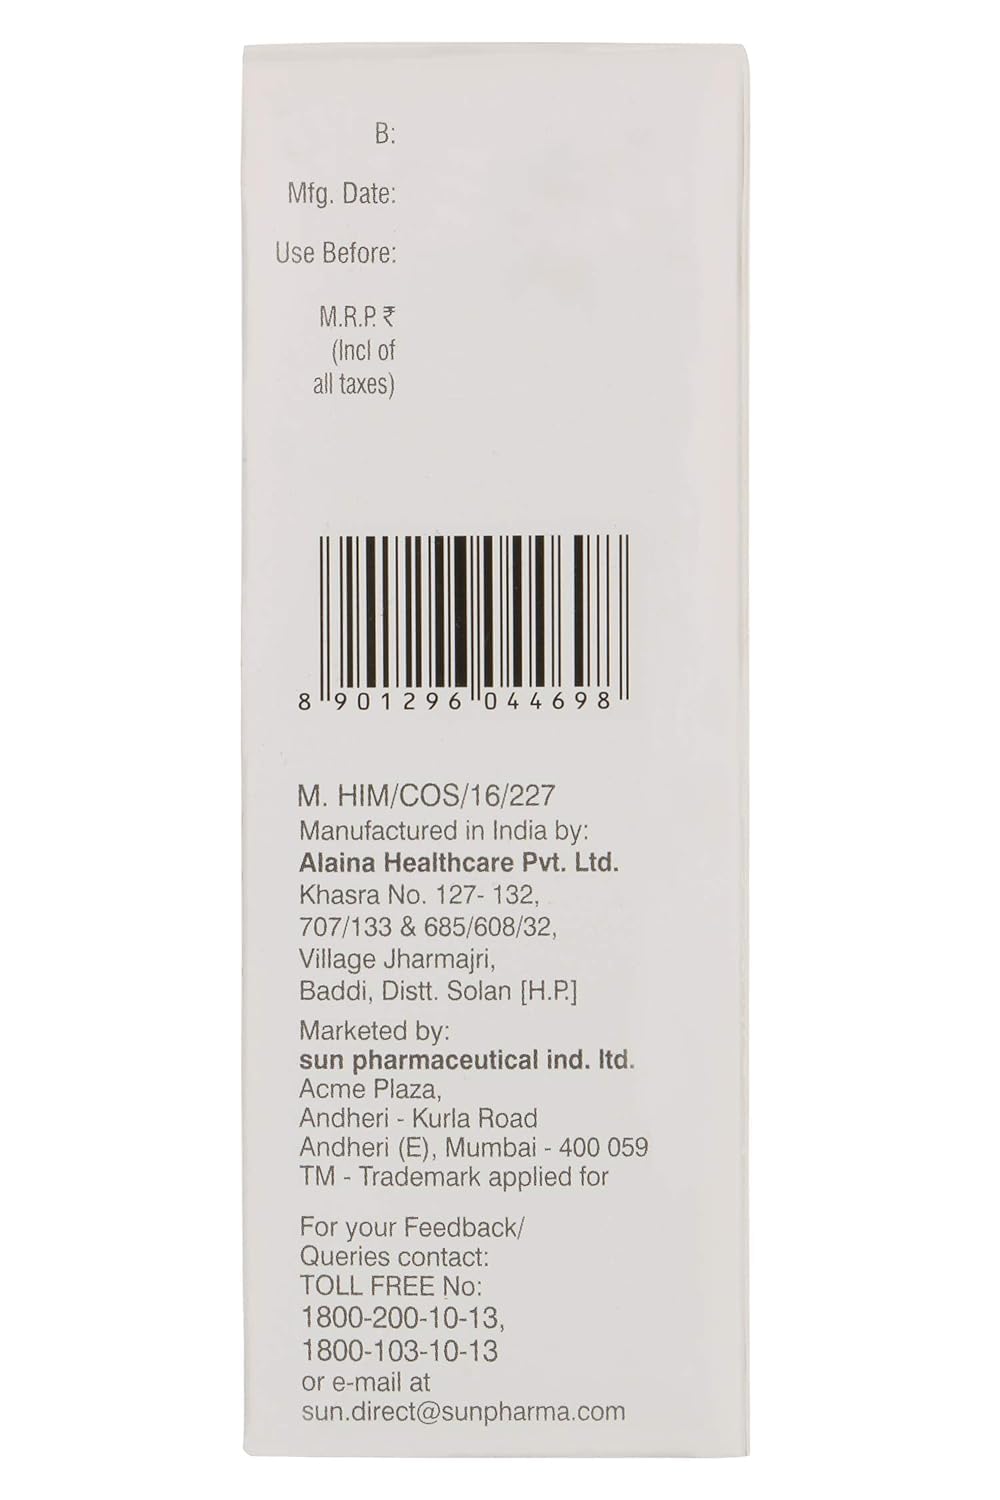 B:
Mfg. Date:
Use Before:
M.R.P. ₹
(Incl of
all taxes)
8 901296 044698
M. HIM/COS/16/227
Manufactured in India by:
Alaina Healthcare Pvt. Ltd.
Khasra No. 127- 132,
707/133 & 685/608/32,
Village Jharmajri,
Baddi, Distt. Solan [H.P.]
Marketed by:
sun pharmaceutical ind. ltd.
Acme Plaza,
Andheri - Kurla Road
Andheri (E), Mumbai - 400 059
TM - Trademark applied for
For your Feedback/
Queries contact:
TOLL FREE No:
1800-200-10-13,
1800-103-10-13
or e-mail at
sun.direct@sunpharma.com